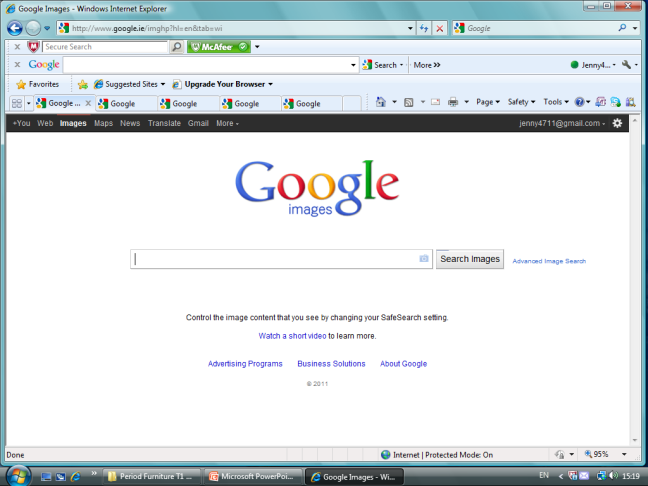 Google Images - Windows Internet Explorer
http://www.google.ie/imghp?hl=en&tab=wi
Google
Secure Search
McAfee
Google
Search
More »
Jenny4...
Favorites
Suggested Sites
Upgrade Your Browser
Google ...
Google
Google
Google
Google
Page
Safety
Tools
+You Web Images Maps News Translate Gmail More
jenny4711@gmail.com
Google
images
Search Images
Advanced Image Search
Control the image content that you see by changing your SafeSearch setting.
Watch a short video to learn more.
Advertising Programs Business Solutions About Google
© 2011
Done
Internet | Protected Mode: On
95%
Period Furniture T1 ...
Microsoft PowerPoi...
Google Images - Win...
EN
15:19